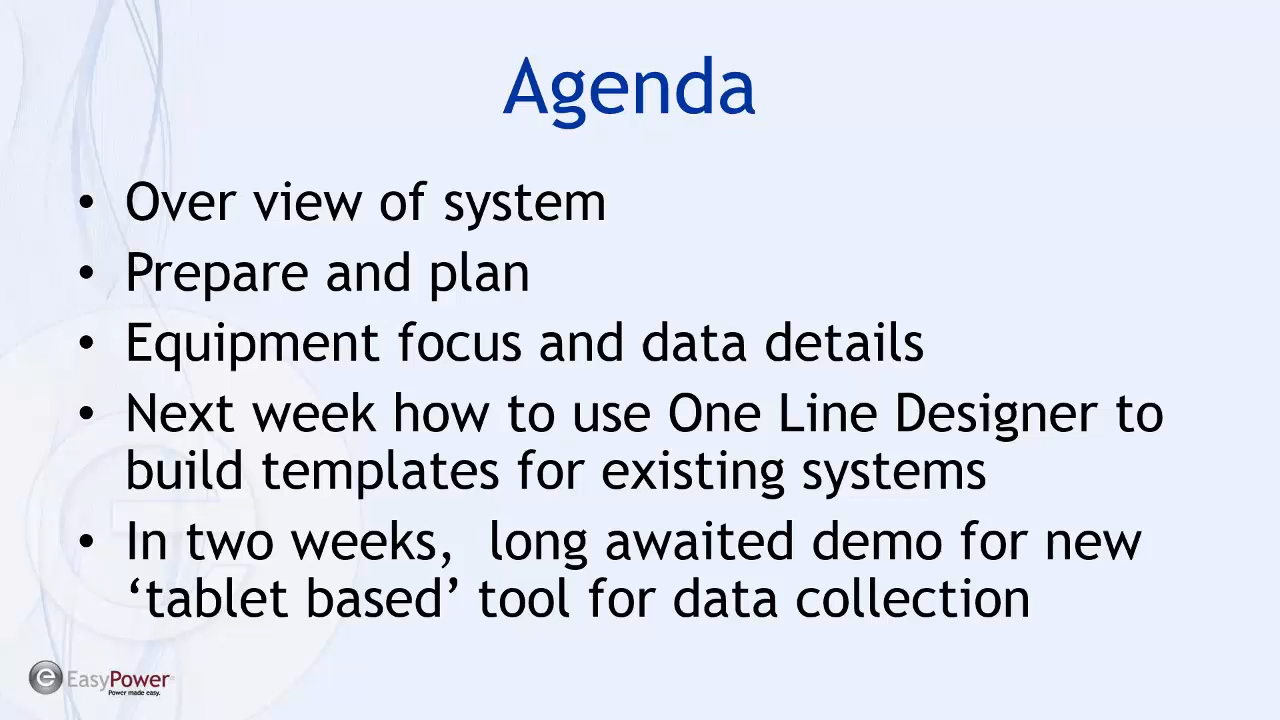 Agenda
• Over view of system
• Prepare and plan
• Equipment focus and data details
• Next week how to use One Line Designer to
build templates for existing systems
• In two weeks,  long awaited demo for new
‘tablet based’ tool for data collection
EasyPower
Power made easy.